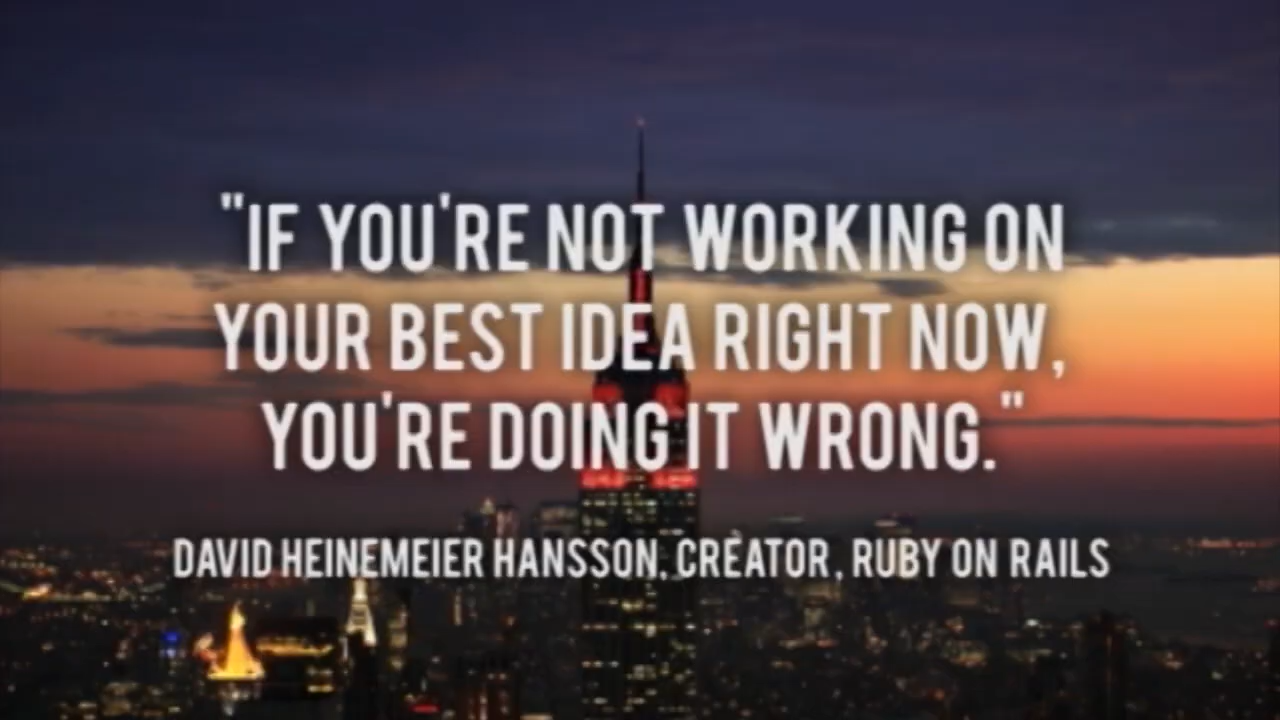 "IF YOU'RE NOT WORKING ON
YOUR BEST IDEA RIGHT NOW,
YOU'RE DOING IT WRONG."
DAVID HEINEMEIER HANSSON, CREATOR, RUBY ON RAILS